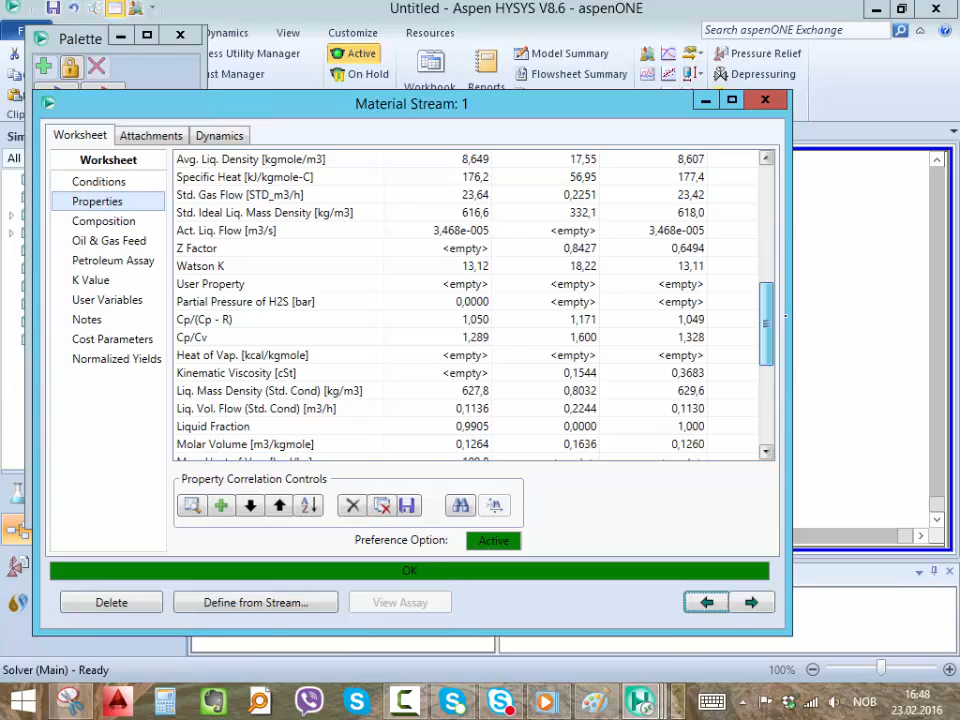 Untitled - Aspen HYSYS V8.6 - aspenONE
Palette
Dynamics View Customize Resources
Search aspenONE Exchange
ess Utility Manager
Active
Model Summary
Pressure Relief
st Manager
On Hold
Flowsheet Summary
Depressuring
Workbook Reports
Clip
Sim
All
Material Stream: 1
Worksheet Attachments Dynamics
Worksheet
Conditions
Properties
Composition
Oil & Gas Feed
Petroleum Assay
K Value
User Variables
Notes
Cost Parameters
Normalized Yields
Avg. Liq. Density [kgmole/m3] 8,649 17,55 8,607
Specific Heat [kJ/kgmole-C] 176,2 56,95 177,4
Std. Gas Flow [STD_m3/h] 23,64 0,2251 23,42
Std. Ideal Liq. Mass Density [kg/m3] 616,6 332,1 618,0
Act. Liq. Flow [m3/s] 3,468e-005 <empty> 3,468e-005
Z Factor <empty> 0,8427 0,6494
Watson K 13,12 18,22 13,11
User Property <empty> <empty> <empty>
Partial Pressure of H2S [bar] 0,0000 <empty> <empty>
Cp/(Cp - R) 1,050 1,171 1,049
Cp/Cv 1,289 1,600 1,328
Heat of Vap. [kcal/kgmole] <empty> <empty> <empty>
Kinematic Viscosity [cSt] <empty> 0,1544 0,3683
Liq. Mass Density (Std. Cond) [kg/m3] 627,8 0,8032 629,6
Liq. Vol. Flow (Std. Cond) [m3/h] 0,1136 0,2244 0,1130
Liquid Fraction 0,9905 0,0000 1,000
Molar Volume [m3/kgmole] 0,1264 0,1636 0,1260
Property Correlation Controls
Preference Option: Active
OK
Delete Define from Stream... View Assay
Solver (Main) - Ready
100%
NOB
16:48
23.02.2016